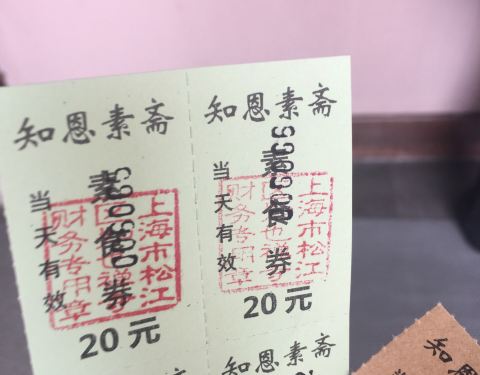 知恩素斋
当天有效
素食券
上海市松江
财务专用章
20元
知恩素斋
当天有效
素食券
上海市松江
财务专用章
20元
知恩素斋
知恩